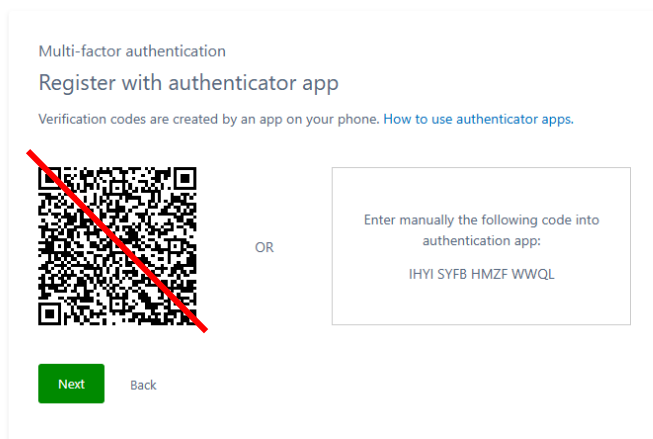 Multi-factor authentication
Register with authenticator app
Verification codes are created by an app on your phone. How to use authenticator apps.
OR
Enter manually the following code into
authentication app:
IHYI SYFB HMZF WWQL
Next
Back